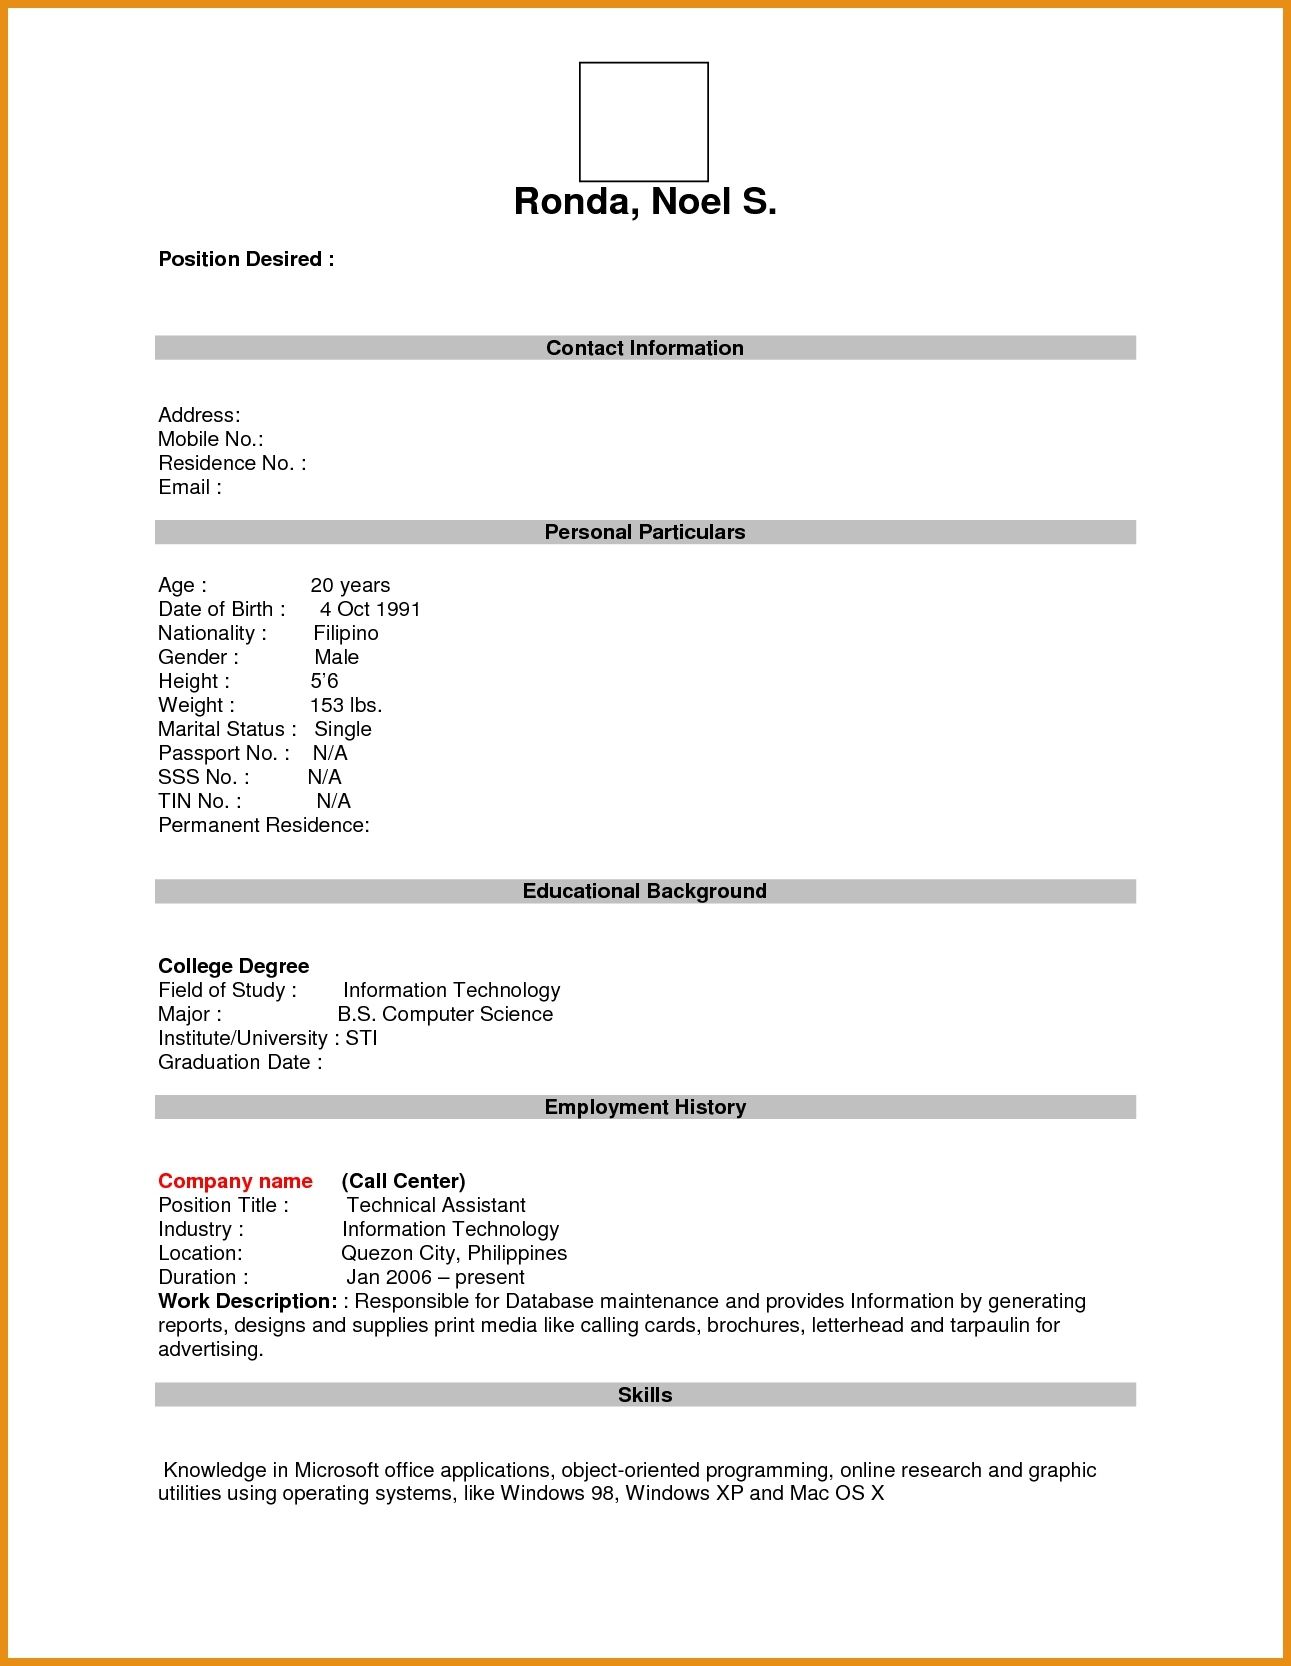 Ronda, Noel S.
Position Desired :
Contact Information
Address:
Mobile No.:
Residence No. :
Email :
Personal Particulars
Age : 20 years
Date of Birth : 4 Oct 1991
Nationality : Filipino
Gender : Male
Height : 5’6
Weight : 153 lbs.
Marital Status : Single
Passport No. : N/A
SSS No. : N/A
TIN No. : N/A
Permanent Residence:
Educational Background
College Degree
Field of Study : Information Technology
Major : B.S. Computer Science
Institute/University : STI
Graduation Date :
Employment History
Company name (Call Center)
Position Title : Technical Assistant
Industry : Information Technology
Location: Quezon City, Philippines
Duration : Jan 2006 – present
Work Description: : Responsible for Database maintenance and provides Information by generating
reports, designs and supplies print media like calling cards, brochures, letterhead and tarpaulin for
advertising.
Skills
Knowledge in Microsoft office applications, object-oriented programming, online research and graphic
utilities using operating systems, like Windows 98, Windows XP and Mac OS X